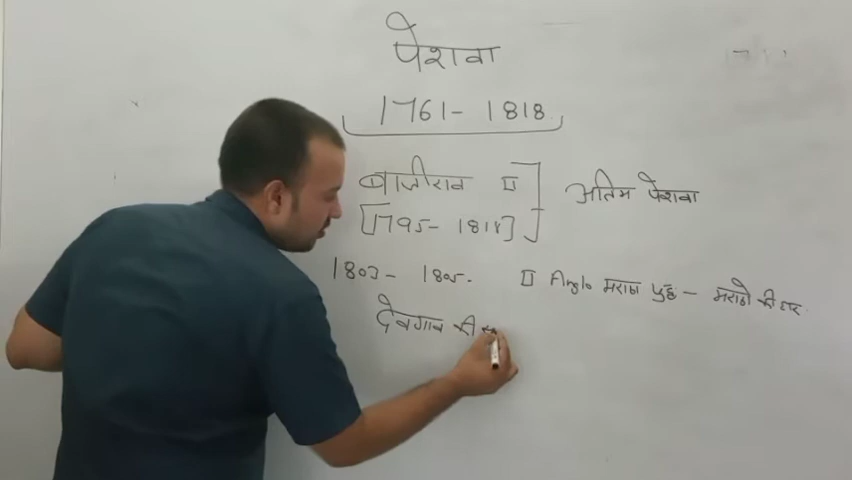 पेशवा
1761 - 1818
बाजीराव II
[1795 - 1818]
अंतिम पेशवा
1803 - 1805. II Anglo मराठा युद्ध - मराठो की हार
देवगाव की